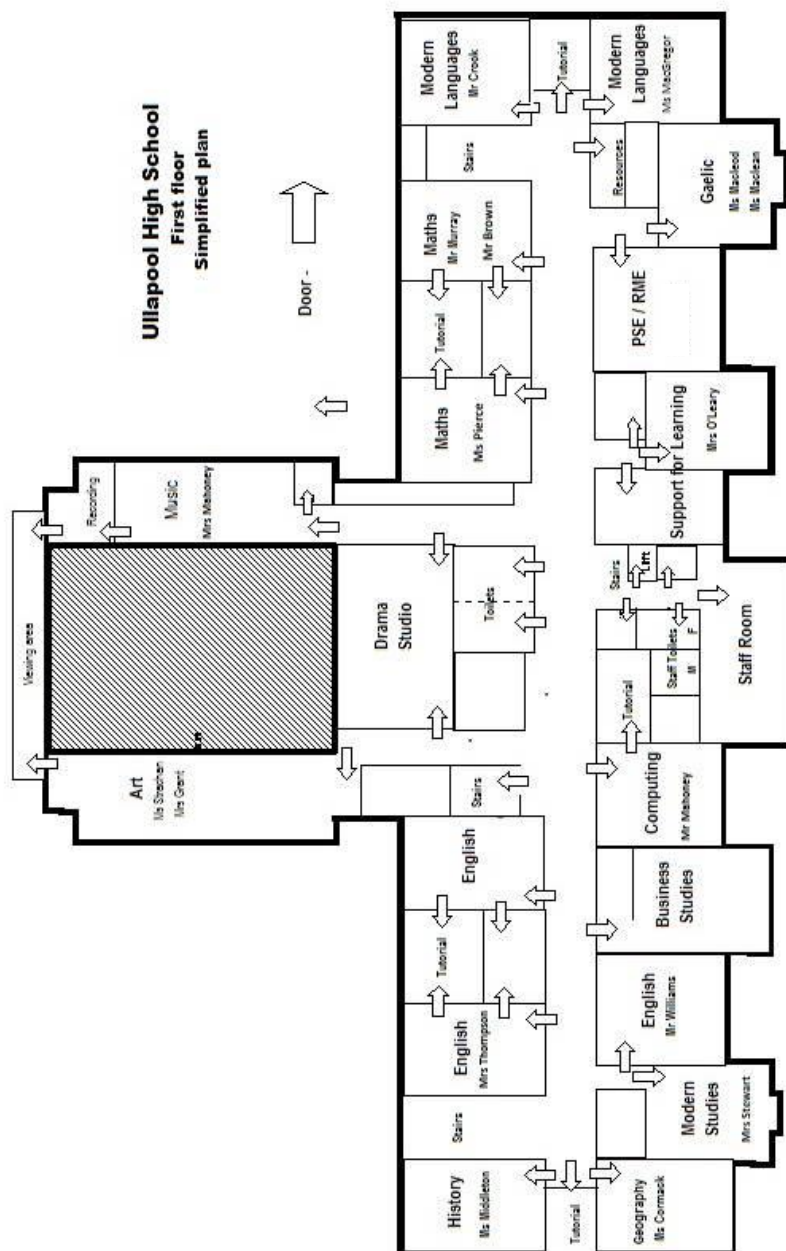 Ullapool High School
First floor
Simplified plan
Door -
Viewing area
Art
Ms Strachan
Mrs Grant
Recording
Music
Mrs Mahoney
Drama
Studio
Toilets
History
Ms Middleton
Stairs
English
Mrs Thompson
Tutorial
English
Stairs
Maths
Ms Pierce
Tutorial
Maths
Mr Murray
Mr Brown
Stairs
Modern
Languages
Mr Crook
Tutorial
Tutorial
Geography
Ms Cormack
Modern
Studies
Mrs Stewart
English
Mr Williams
Business
Studies
Computing
Mr Mahoney
Tutorial
Staff Toilets
M
F
Staff Room
Stairs
Lift
Support for Learning
Mrs O'Leary
PSE / RME
Resources
Gaelic
Ms Macleod
Ms Maclean
Modern
Languages
Ms MacGregor